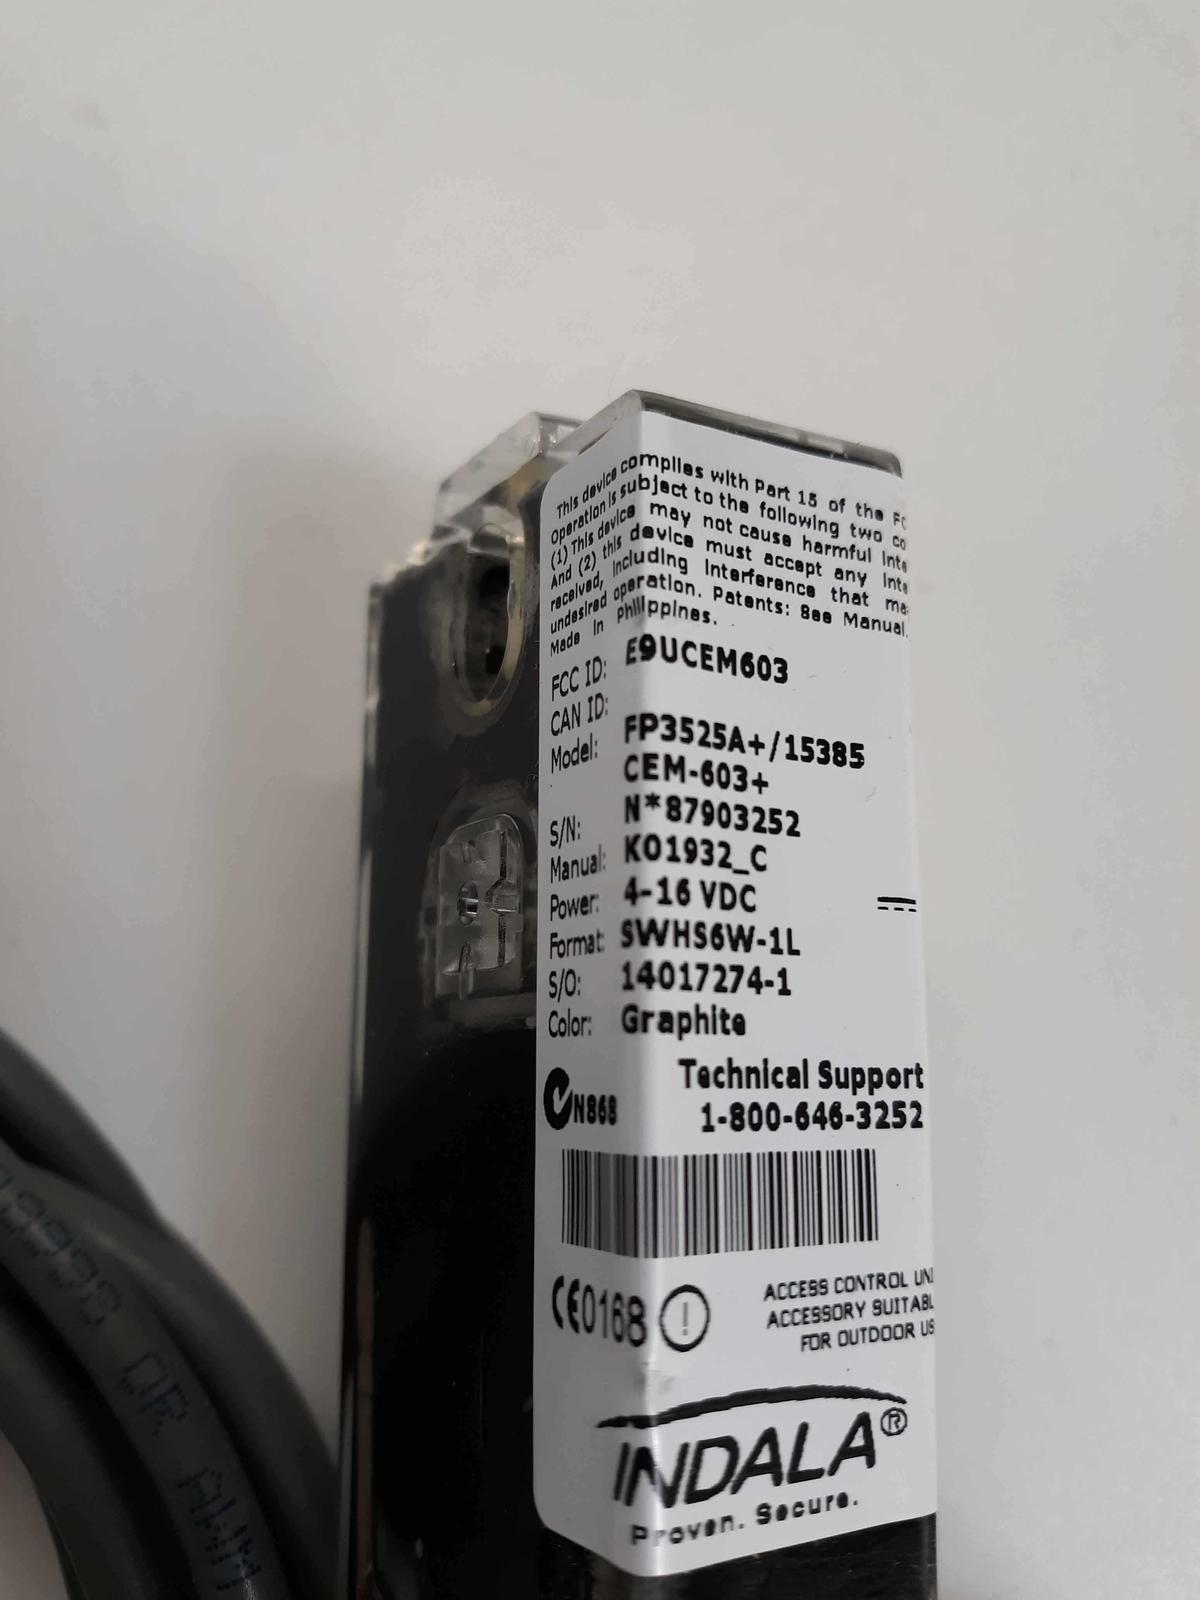 This device complies with Part 15 of the FC
Operation is subject to the following two co
(1) This device may not cause harmful inte
And (2) this device must accept any inte
received, including interference that ma
undesired operation. Patents: See Manual.
Made in Philippines.
FCC ID: E9UCEM603
CAN ID:
Model: FP3525A+/15385
CEM-603+
S/N: N*87903252
Manual: K01932_C
Power: 4-16 VDC
Format: SWHS6W-1L
S/O: 14017274-1
Color: Graphite
Technical Support
N868 1-800-646-3252
CE0168 !
ACCESS CONTROL UNI
ACCESSORY SUITABL
FOR OUTDOOR US
INDALA®
Proven. Secure.
OR AWM